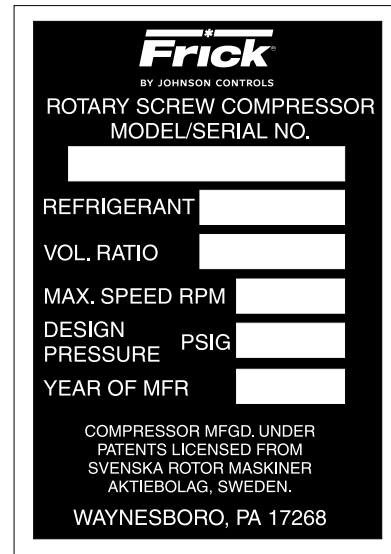 Frick®
BY JOHNSON CONTROLS
ROTARY SCREW COMPRESSOR
MODEL/SERIAL NO.
REFRIGERANT
VOL. RATIO
MAX. SPEED RPM
DESIGN
PRESSURE PSIG
YEAR OF MFR
COMPRESSOR MFGD. UNDER
PATENTS LICENSED FROM
SVENSKA ROTOR MASKINER
AKTIEBOLAG, SWEDEN.
WAYNESBORO, PA 17268